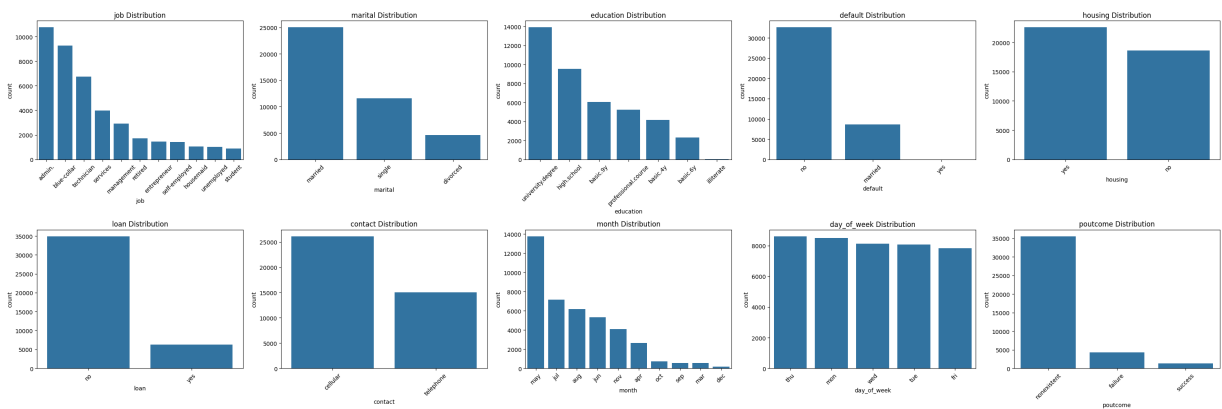 job Distribution
count
10000
8000
6000
4000
2000
0
admin.
blue-collar
technician
services
management
retired
entrepreneur
self-employed
housemaid
unemployed
student
job
marital Distribution
count
25000
20000
15000
10000
5000
0
married
single
divorced
marital
education Distribution
count
14000
12000
10000
8000
6000
4000
2000
0
university.degree
high.school
basic.9y
professional.course
basic.4y
basic.6y
illiterate
education
default Distribution
count
30000
25000
20000
15000
10000
5000
0
no
married
yes
default
housing Distribution
count
20000
15000
10000
5000
0
yes
no
housing
loan Distribution
count
35000
30000
25000
20000
15000
10000
5000
0
no
yes
loan
contact Distribution
count
25000
20000
15000
10000
5000
0
cellular
telephone
contact
month Distribution
count
14000
12000
10000
8000
6000
4000
2000
0
may
jul
aug
jun
nov
apr
oct
sep
mar
dec
month
day_of_week Distribution
count
8000
6000
4000
2000
0
thu
mon
wed
tue
fri
day_of_week
poutcome Distribution
count
35000
30000
25000
20000
15000
10000
5000
0
nonexistent
failure
success
poutcome